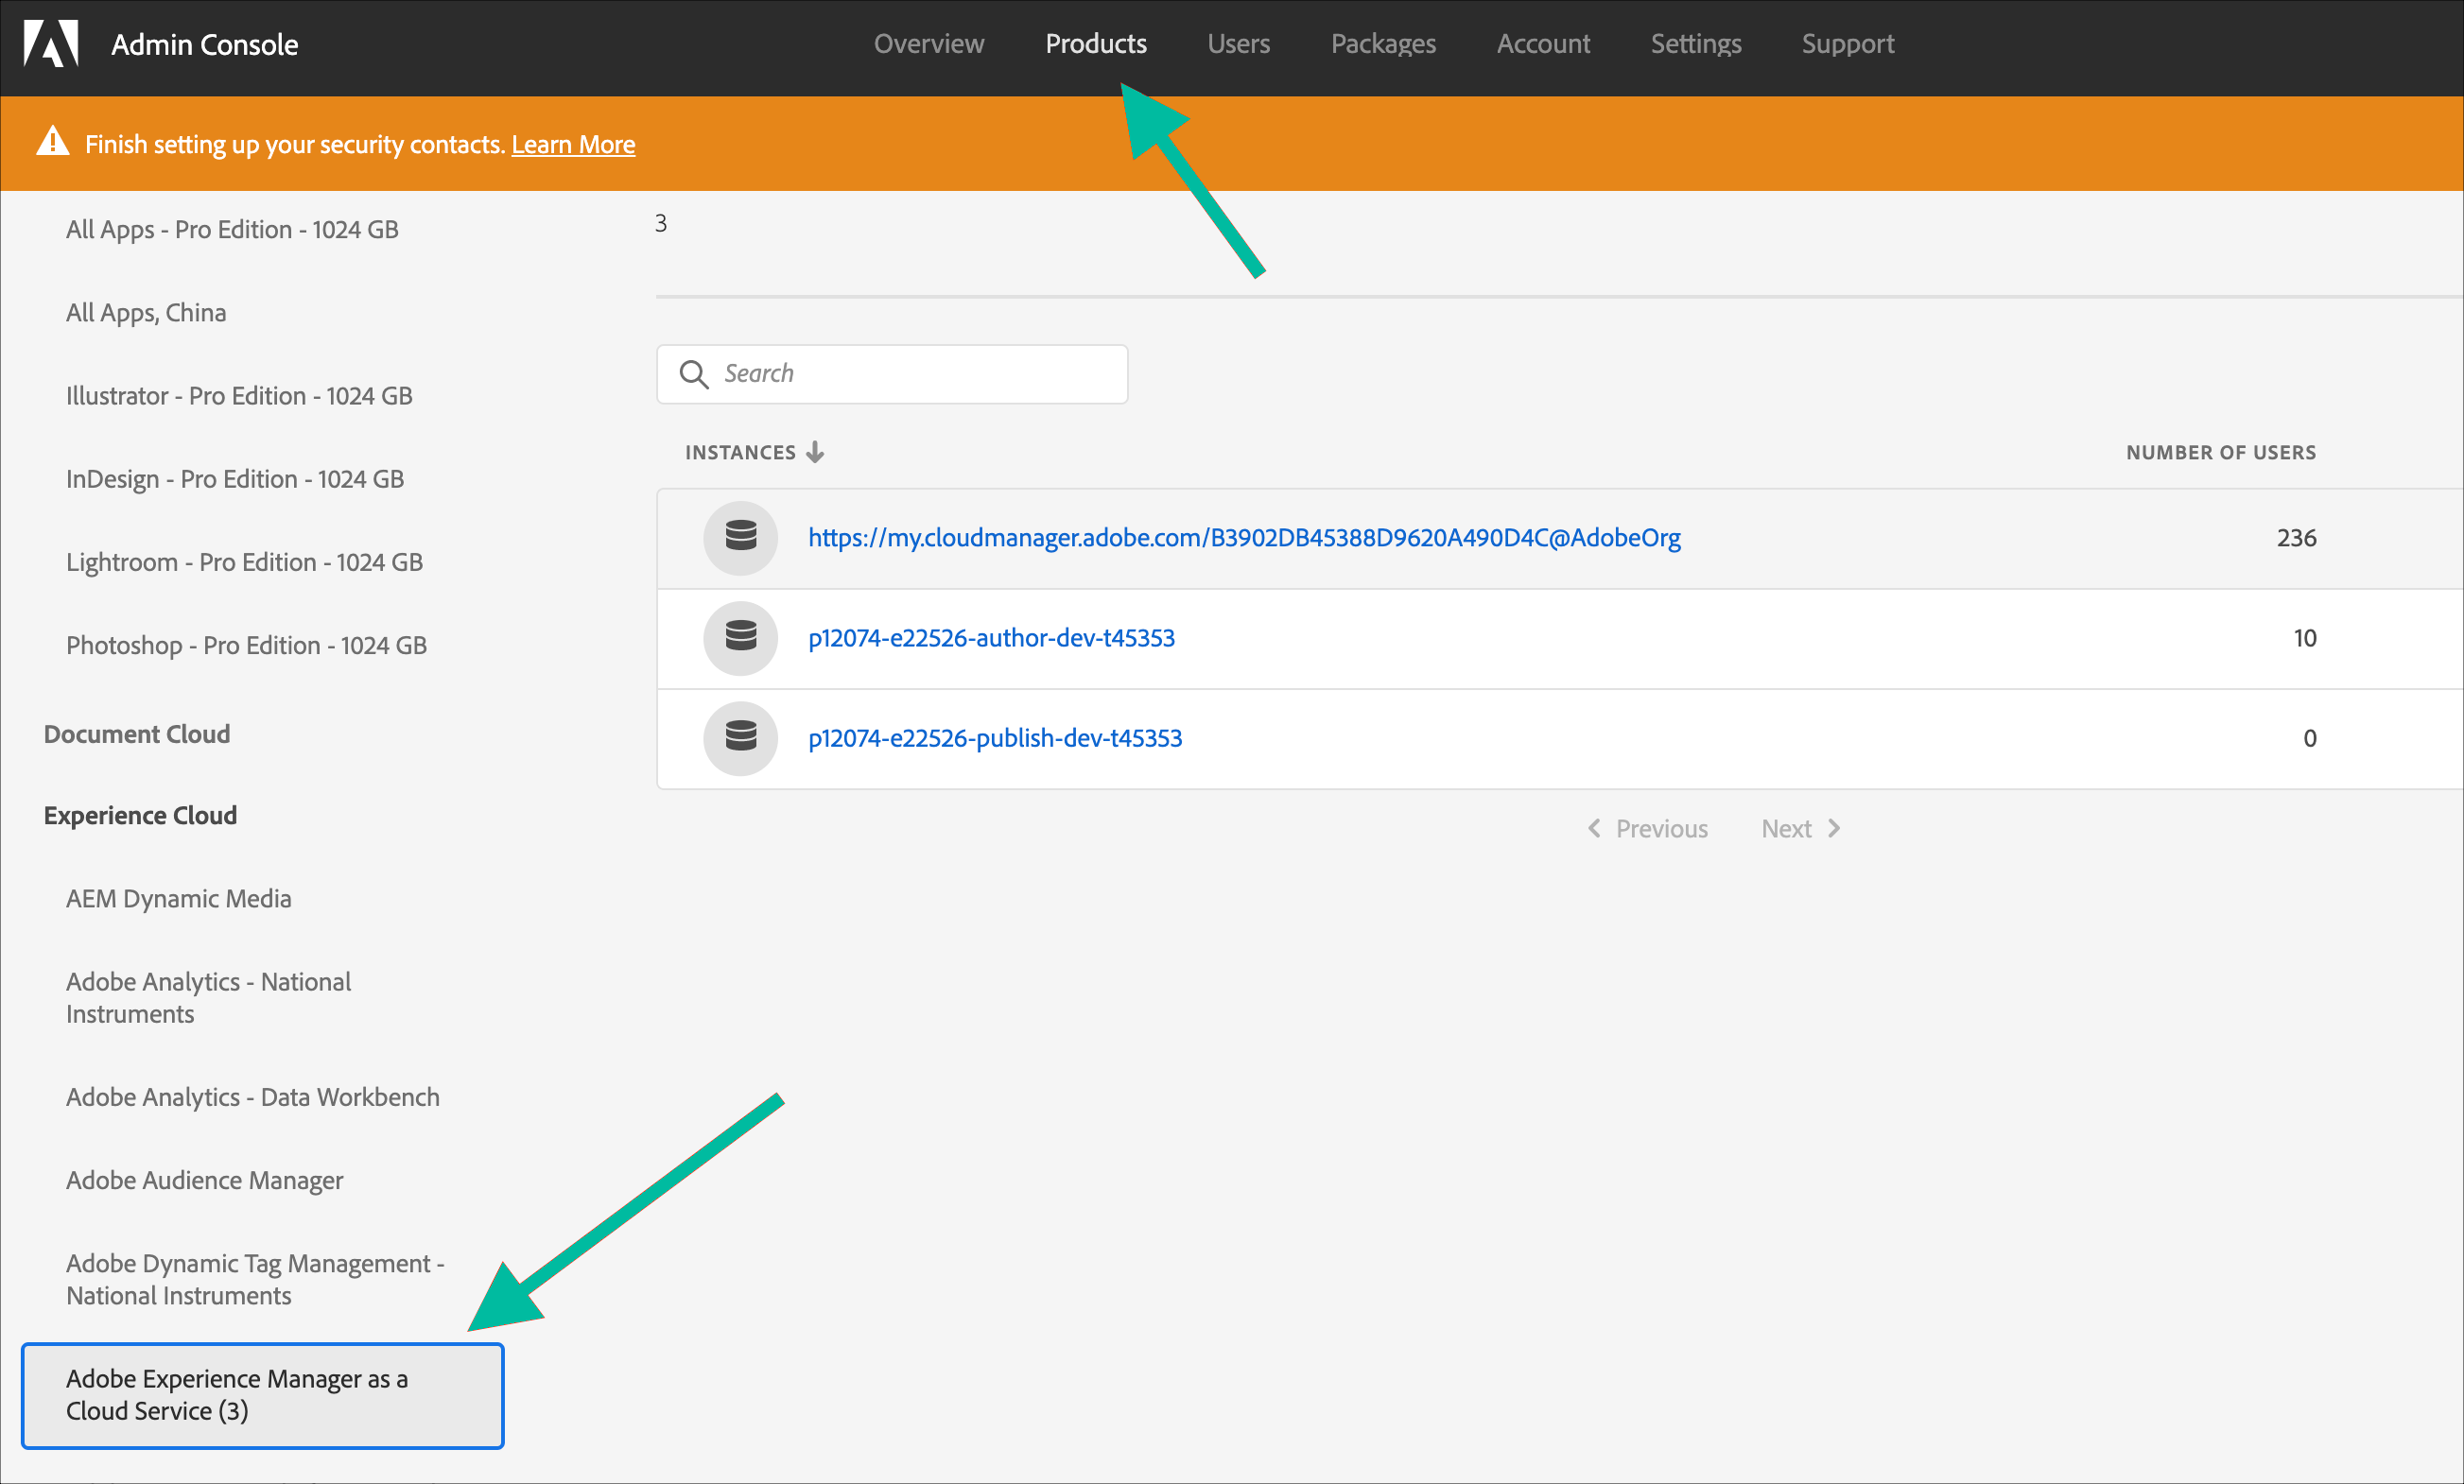 Admin Console
Overview
Products
Users
Packages
Account
Settings
Support
Finish setting up your security contacts. Learn More
All Apps - Pro Edition - 1024 GB
All Apps, China
Illustrator - Pro Edition - 1024 GB
InDesign - Pro Edition - 1024 GB
Lightroom - Pro Edition - 1024 GB
Photoshop - Pro Edition - 1024 GB
Document Cloud
Experience Cloud
AEM Dynamic Media
Adobe Analytics - National
Instruments
Adobe Analytics - Data Workbench
Adobe Audience Manager
Adobe Dynamic Tag Management -
National Instruments
Adobe Experience Manager as a
Cloud Service (3)
3
Search
INSTANCES
NUMBER OF USERS
https://my.cloudmanager.adobe.com/B3902DB45388D9620A490D4C@AdobeOrg
236
p12074-e22526-author-dev-t45353
10
p12074-e22526-publish-dev-t45353
0
Previous
Next